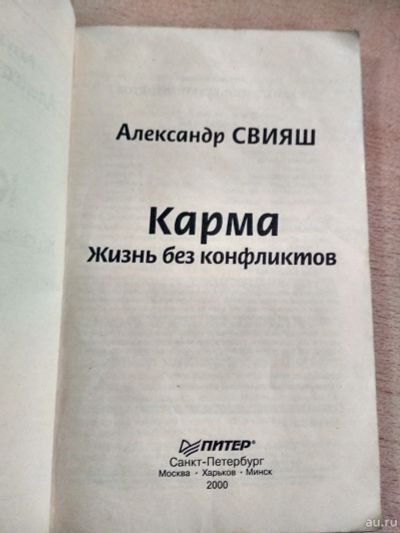 Александр СВИЯШ
Карма
Жизнь без конфликтов
ПИТЕР®
Санкт-Петербург
Москва • Харьков • Минск
2000
au.ru